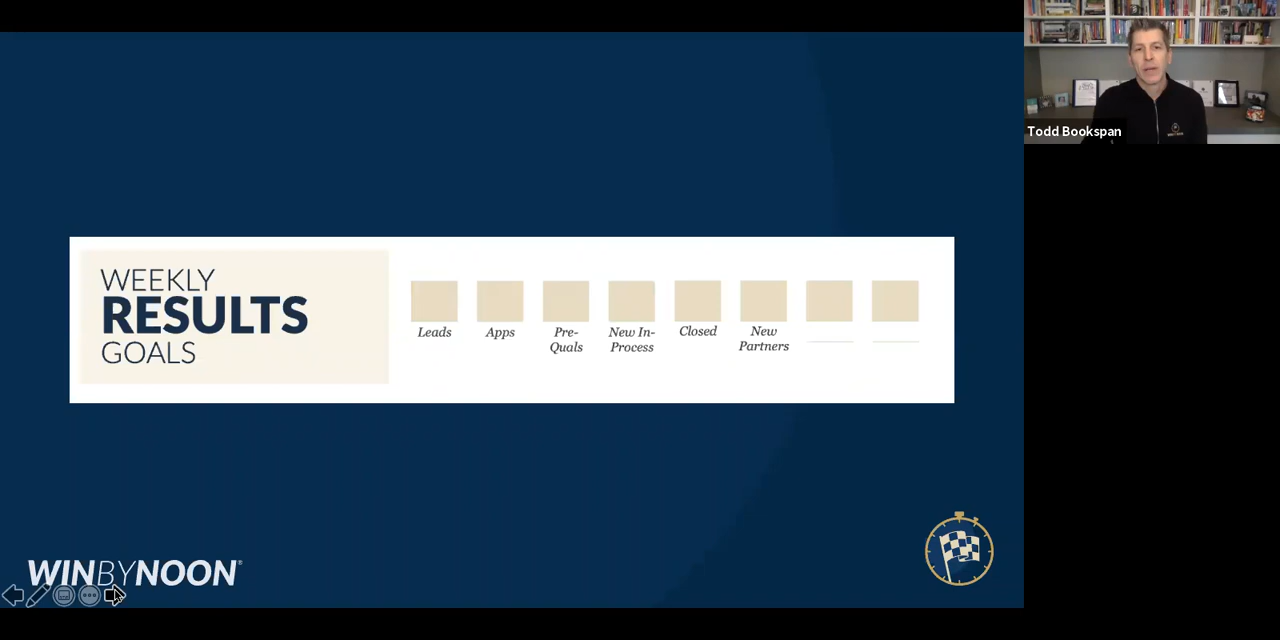 Todd Bookspan
WEEKLY
RESULTS
GOALS
Leads
Apps
Pre-
Quals
New In-
Process
Closed
New
Partners
WINBYNOON®